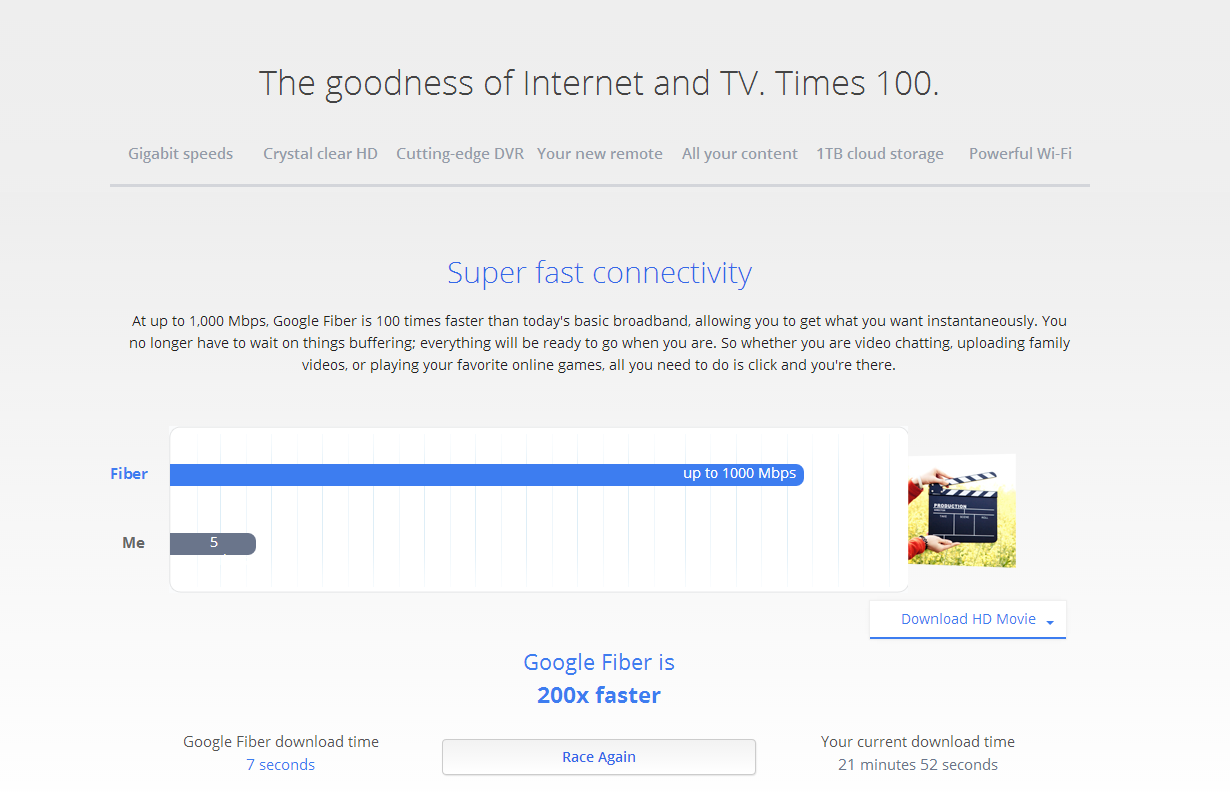 The goodness of Internet and TV. Times 100.
Gigabit speeds Crystal clear HD Cutting-edge DVR Your new remote All your content 1TB cloud storage Powerful Wi-Fi
Super fast connectivity
At up to 1,000 Mbps, Google Fiber is 100 times faster than today's basic broadband, allowing you to get what you want instantaneously. You
no longer have to wait on things buffering; everything will be ready to go when you are. So whether you are video chatting, uploading family
videos, or playing your favorite online games, all you need to do is click and you're there.
Fiber up to 1000 Mbps
PRODUCTION
Me 5
Download HD Movie
Google Fiber is
200x faster
Google Fiber download time
7 seconds
Race Again
Your current download time
21 minutes 52 seconds